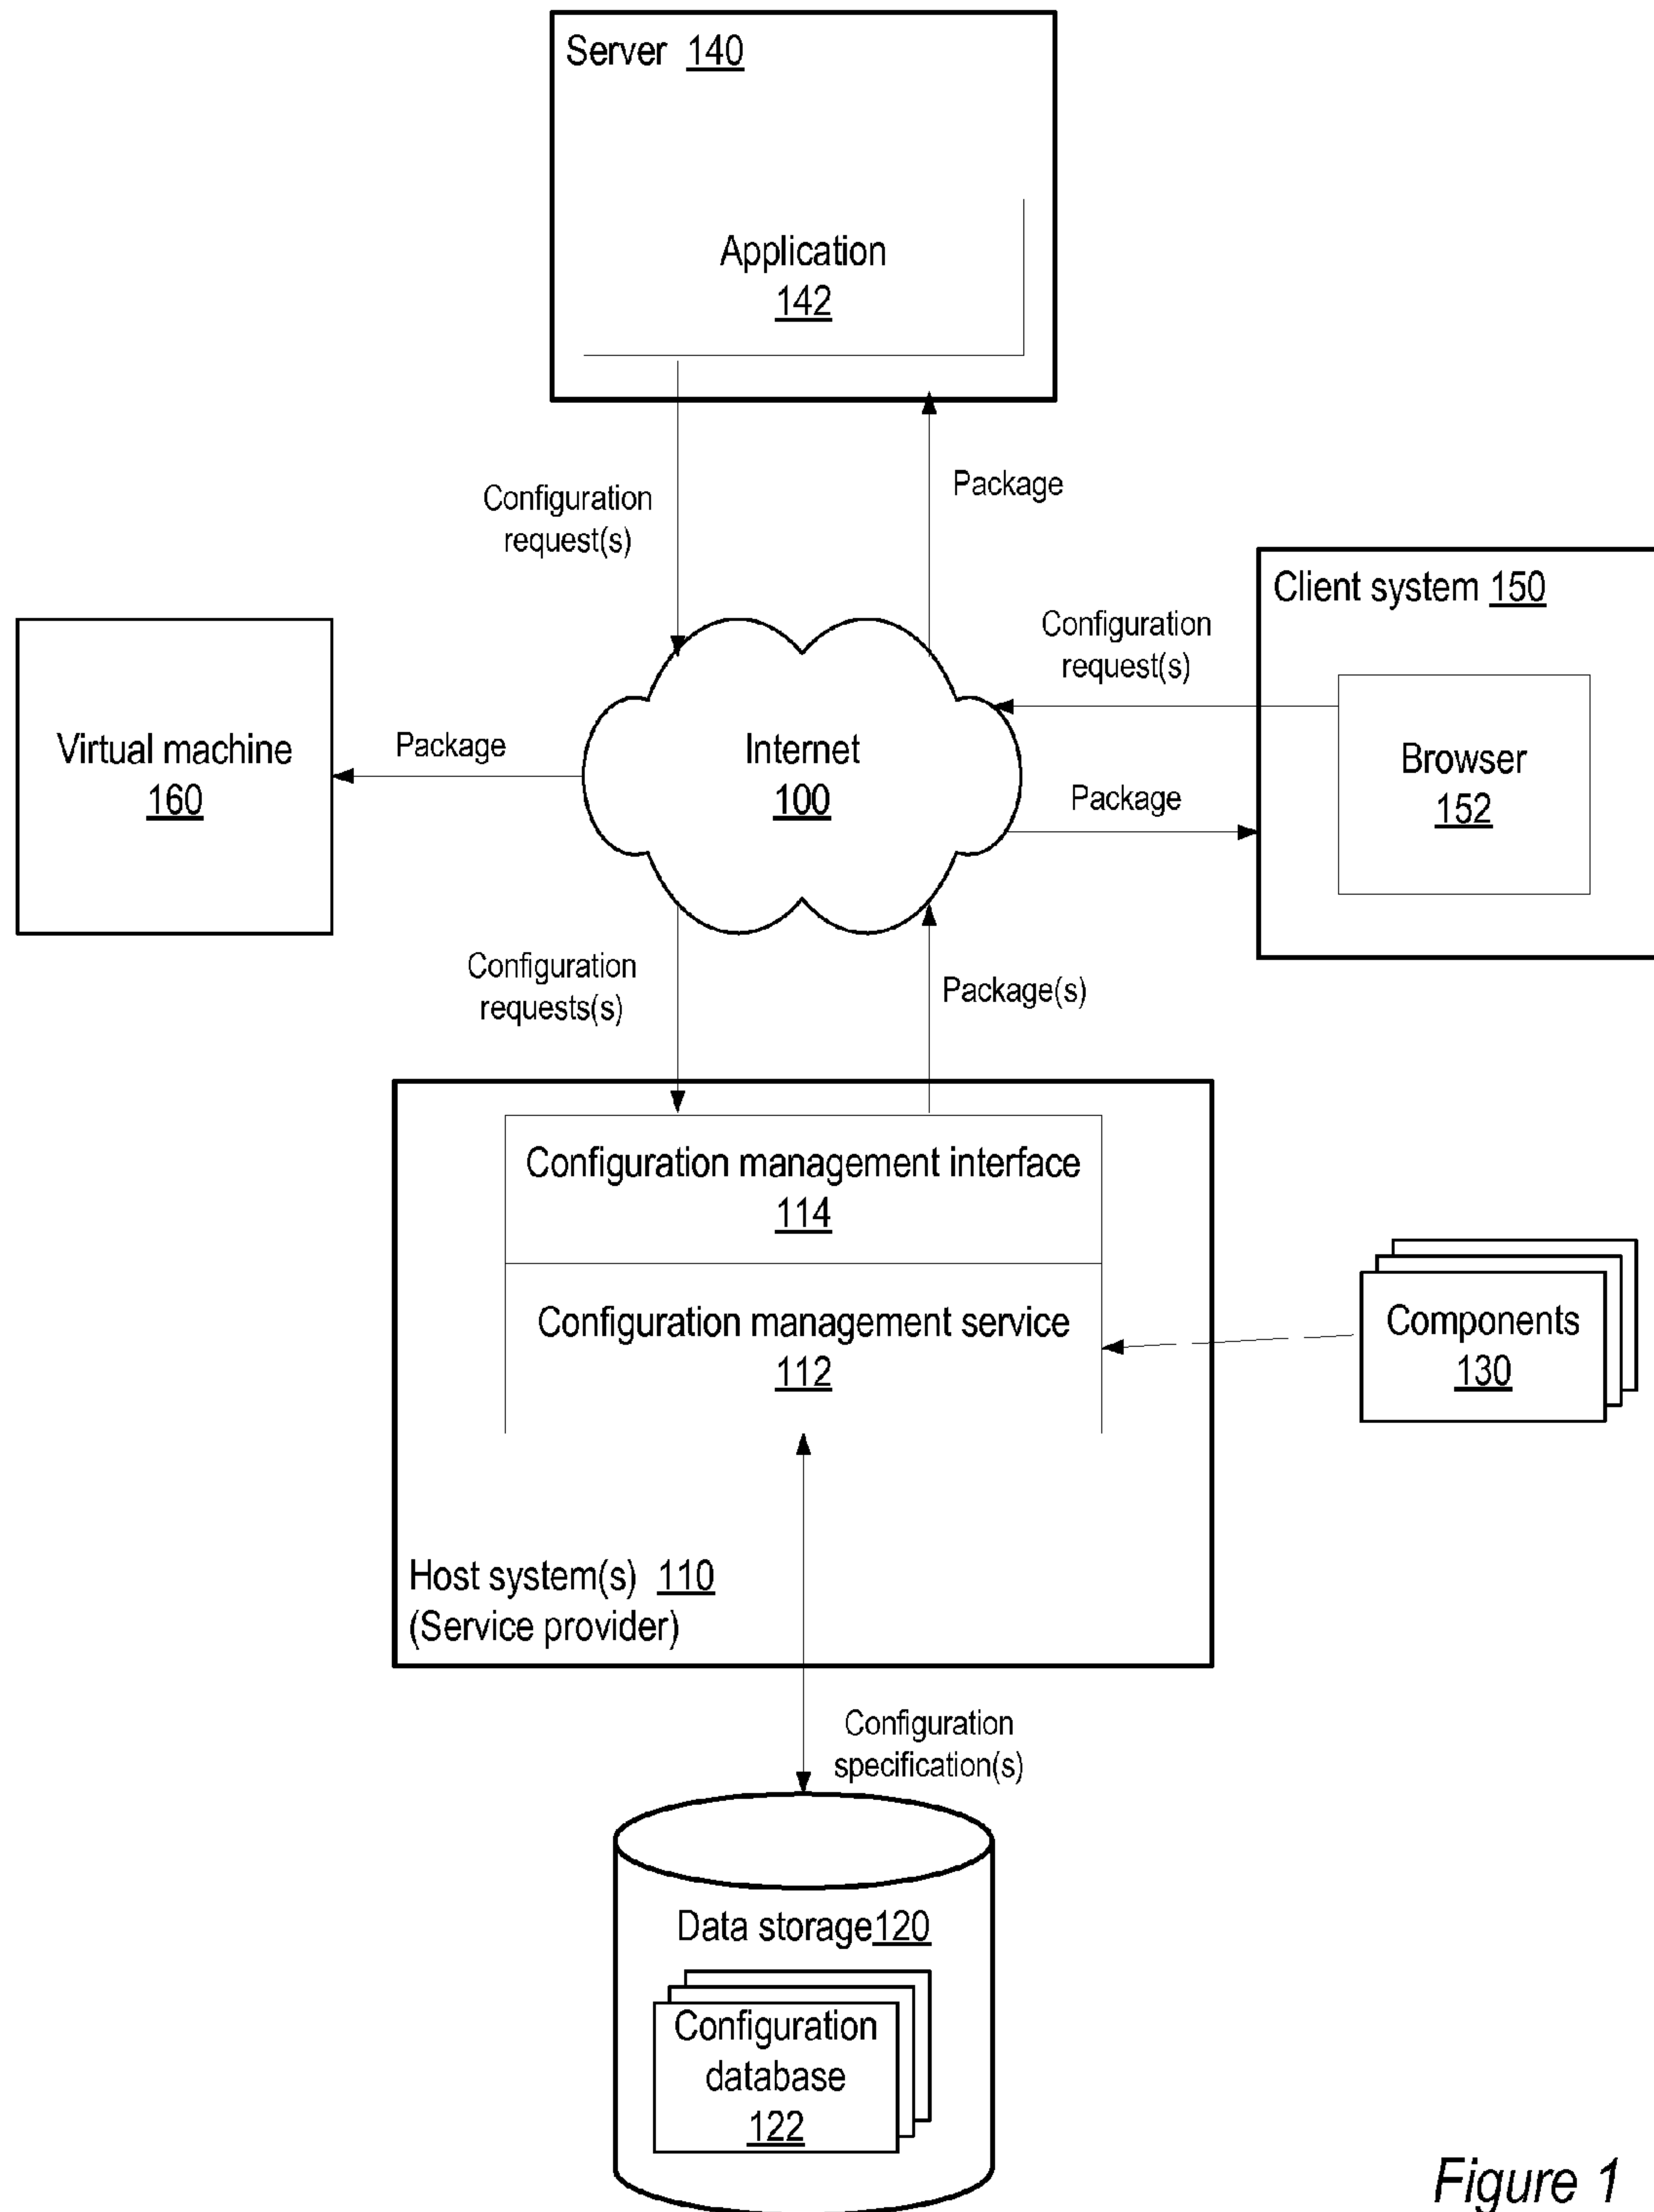 Server 140
Application
142
Configuration
request(s)
Package
Client system 150
Configuration
request(s)
Virtual machine
160
Package
Internet
100
Browser
152
Package
Configuration
requests(s)
Package(s)
Configuration management interface
114
Configuration management service
112
Components
130
Host system(s) 110
(Service provider)
Configuration
specification(s)
Data storage120
Configuration
database
122
Figure 1